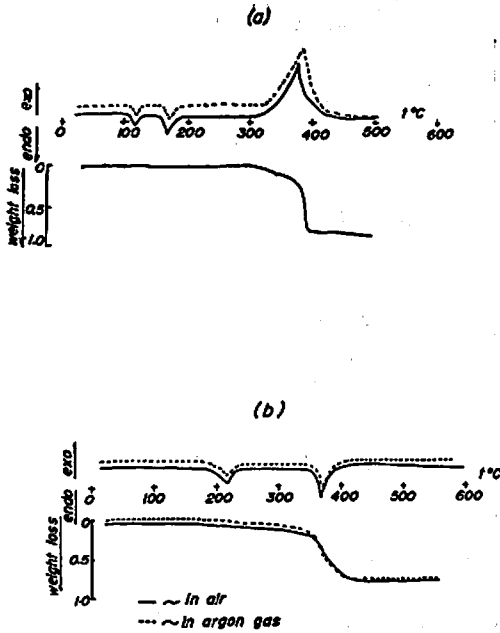 (a)
exo
endo
0 100 200 300 400 500 600
t°C
weight loss
0
0.5
1.0
(b)
exo
endo
0 100 200 300 400 500 600
t°C
weight loss
0
0.5
1.0
— ~ In air
---- ~ In argon gas